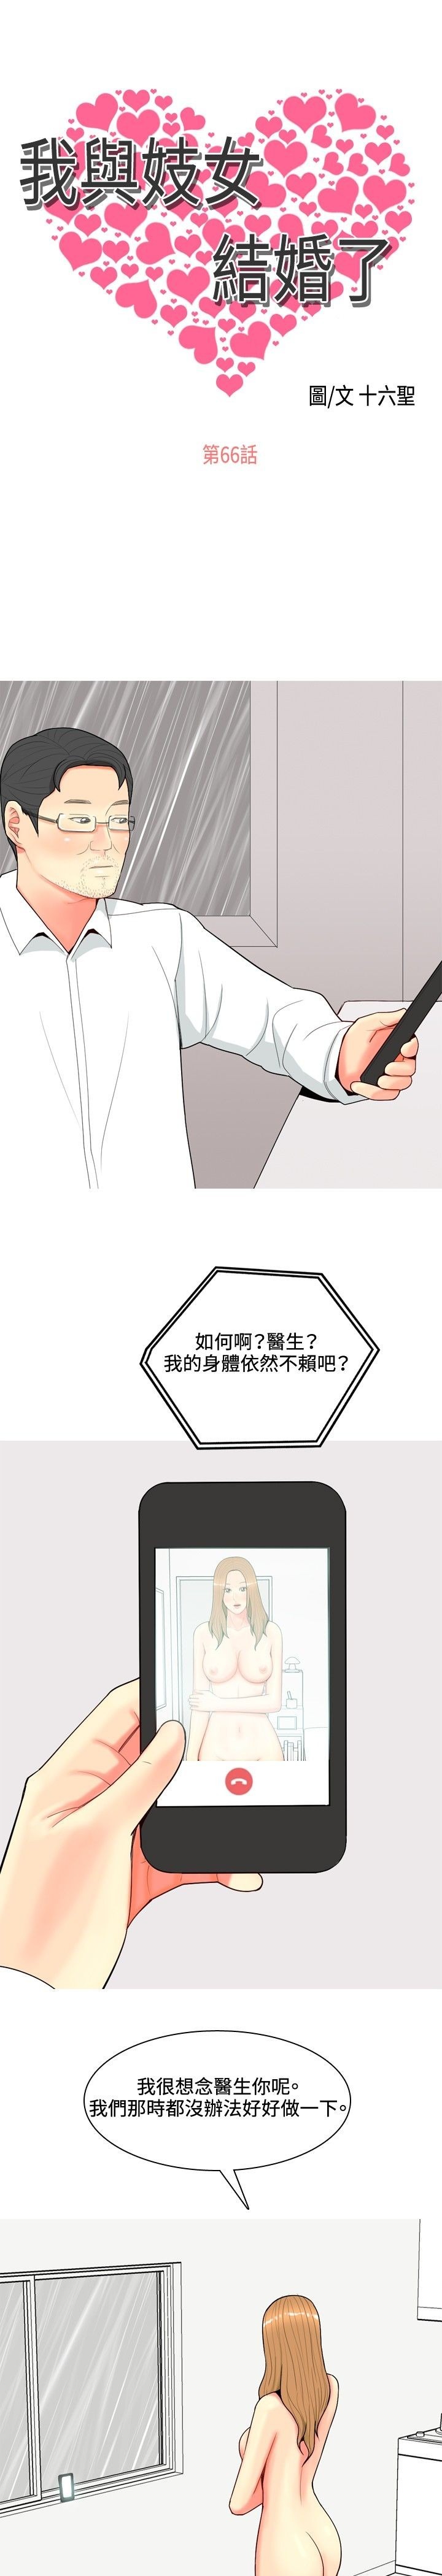 我與妓女
結婚了
圖/文 十六聖
第66話
如何啊?醫生?
我的身體依然不賴吧?
我很想念醫生你呢。
我們那時都沒辦法好好做一下。